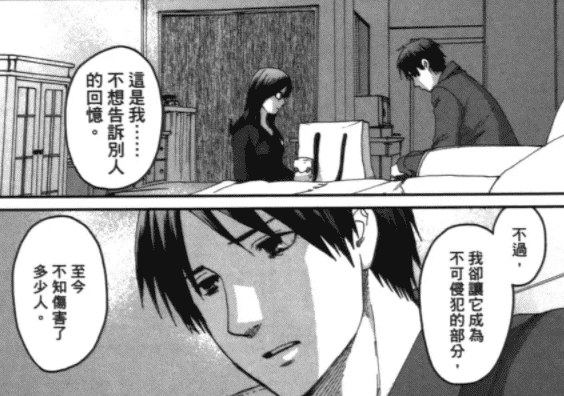 這是我……
不想告訴別人
的回憶。
不過，
我卻讓它成為
不可侵犯的部分，
至今
不知傷害了
多少人。